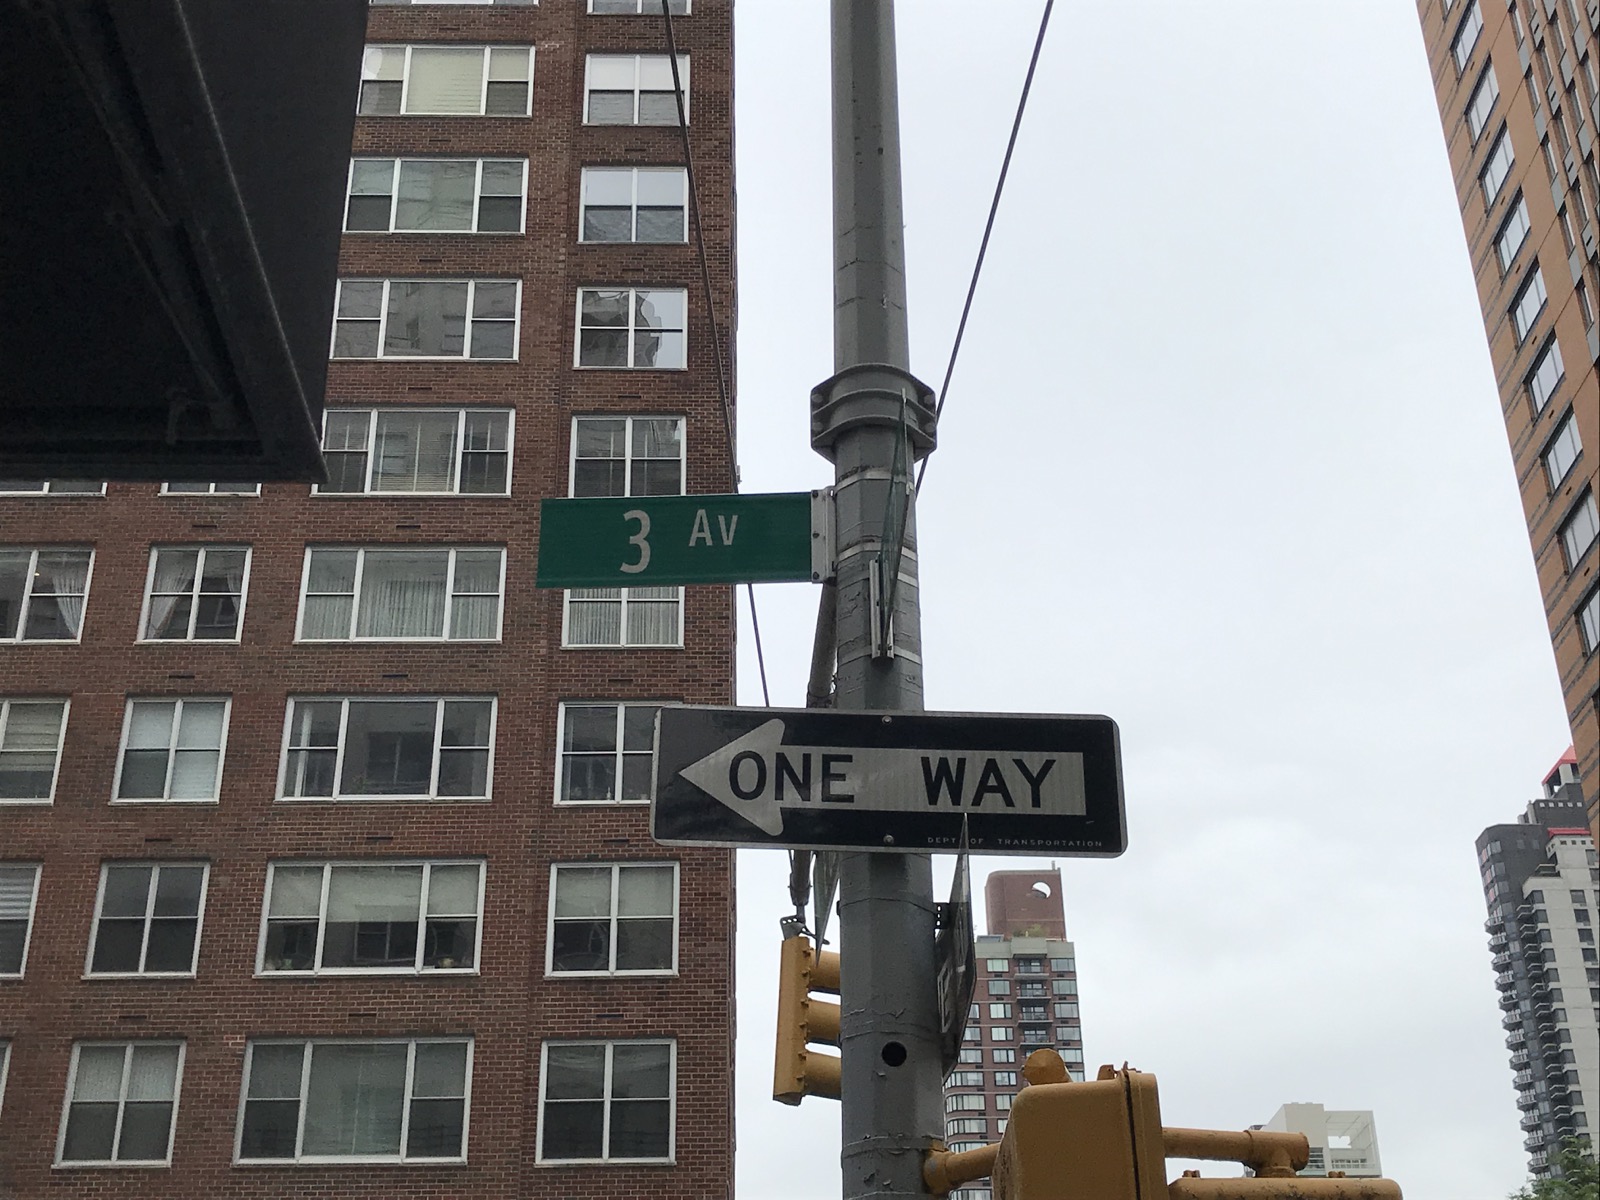 3 Av
ONE WAY
DEPT OF TRANSPORTATION